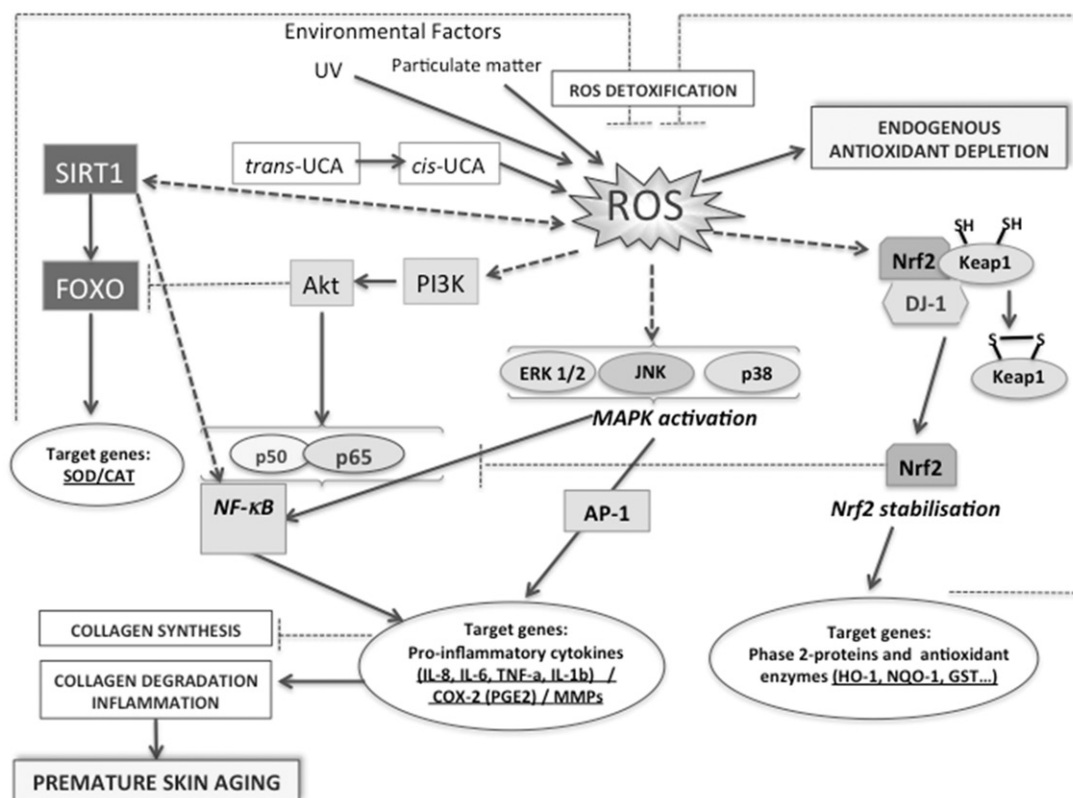 Environmental Factors
UV
Particulate matter
ROS DETOXIFICATION
ENDOGENOUS
ANTIOXIDANT DEPLETION
SIRT1
trans-UCA
cis-UCA
ROS
SH
SH
Nrf2
Keap1
DJ-1
FOXO
Akt
PI3K
S
S
Keap1
ERK 1/2
JNK
p38
MAPK activation
Target genes:
SOD/CAT
p50
p65
NF-κB
AP-1
Nrf2
Nrf2 stabilisation
COLLAGEN SYNTHESIS
COLLAGEN DEGRADATION
INFLAMMATION
PREMATURE SKIN AGING
Target genes:
Pro-inflammatory cytokines
(IL-8, IL-6, TNF-a, IL-1b) /
COX-2 (PGE2) / MMPs
Target genes:
Phase 2-proteins and antioxidant
enzymes (HO-1, NQO-1, GST...)